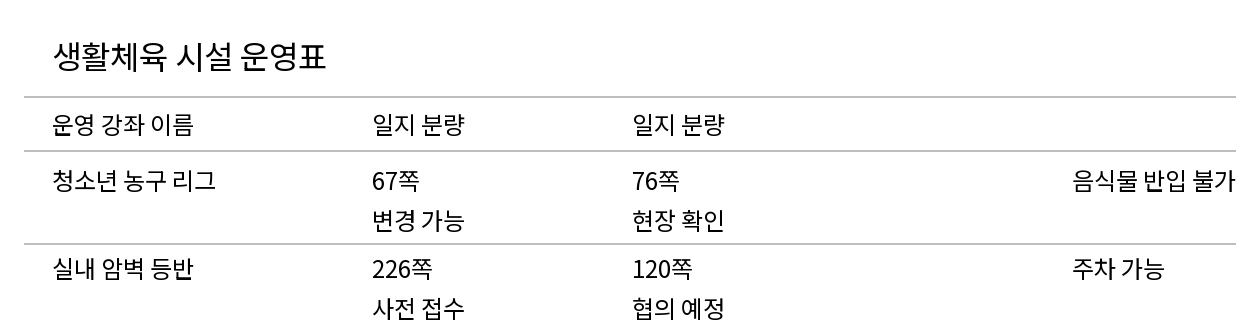 생활체육 시설 운영표
운영 강좌 이름 일지 분량 일지 분량
청소년 농구 리그 67쪽 76쪽 음식물 반입 불가
변경 가능 현장 확인
실내 암벽 등반 226쪽 120쪽 주차 가능
사전 접수 협의 예정